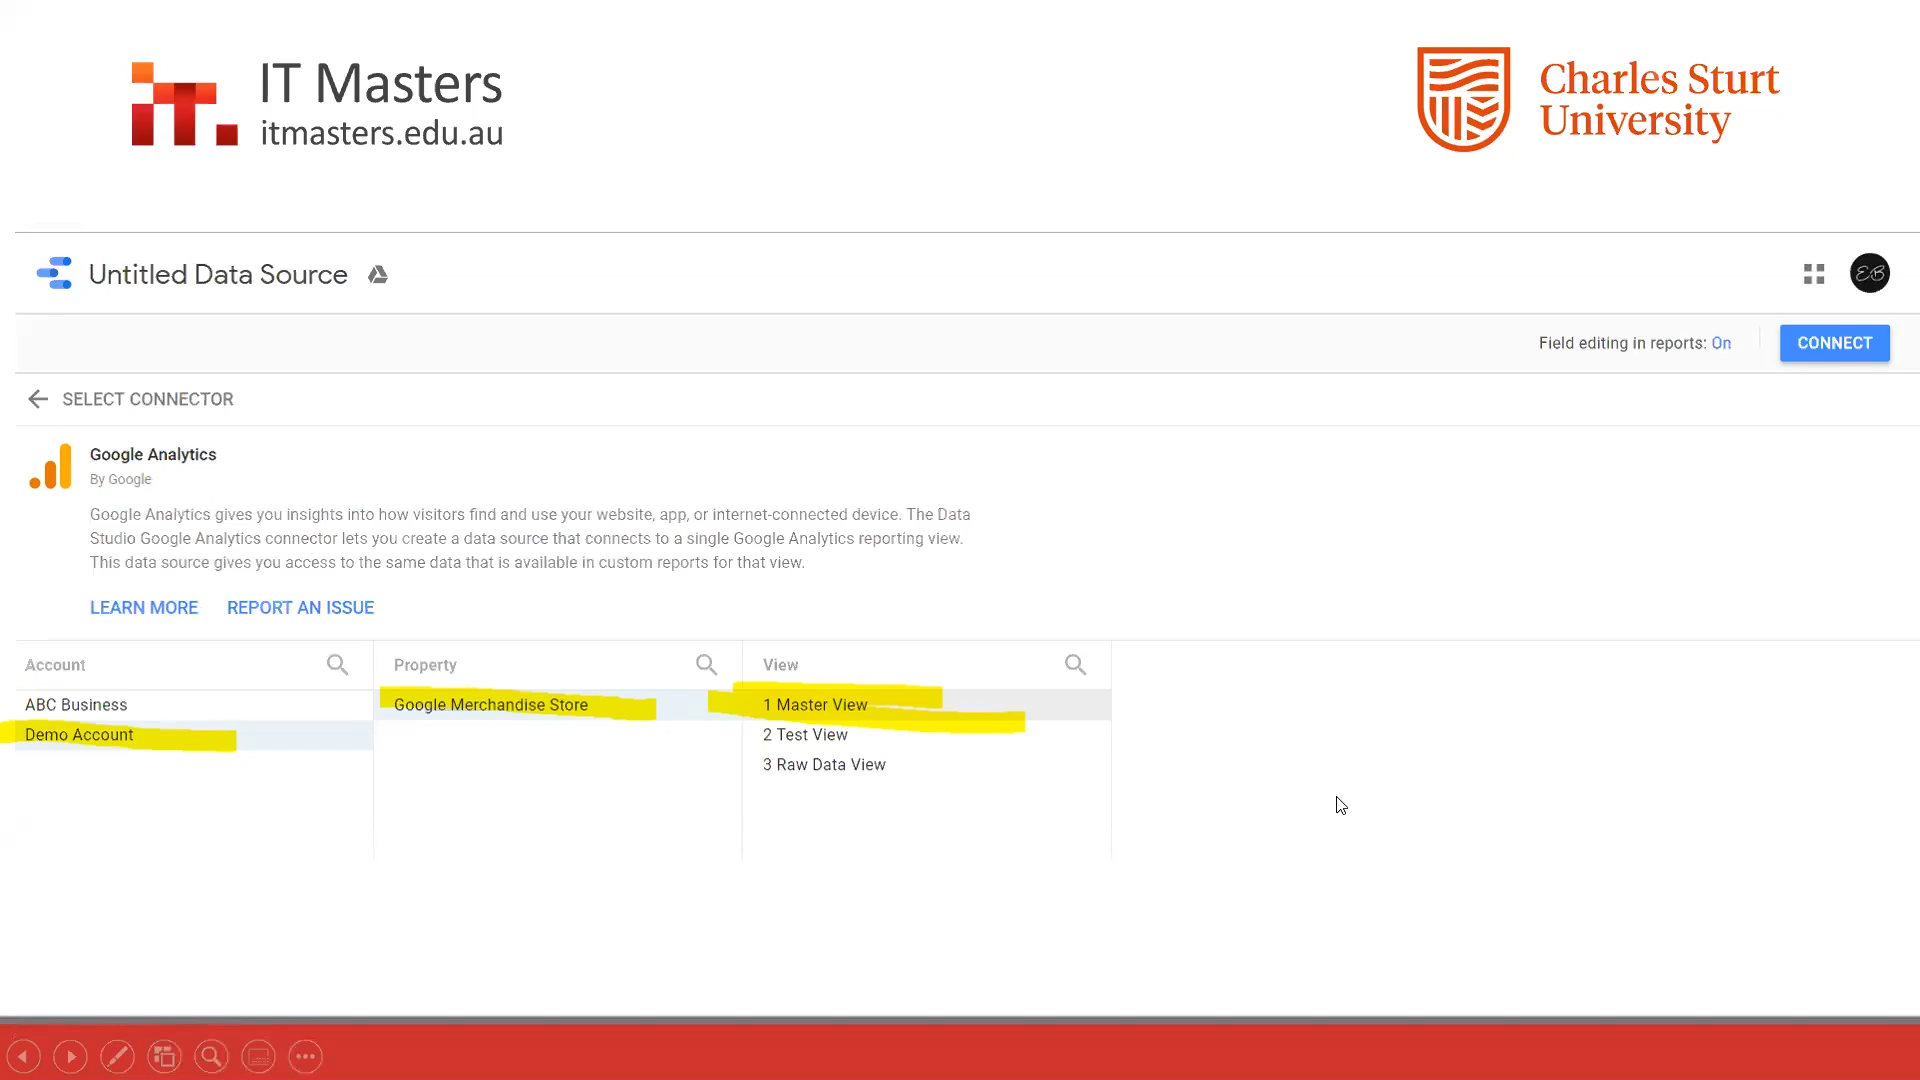 IT Masters
itmasters.edu.au
Charles Sturt
University
Untitled Data Source
EB
Field editing in reports: On
CONNECT
SELECT CONNECTOR
Google Analytics
By Google
Google Analytics gives you insights into how visitors find and use your website, app, or internet-connected device. The Data
Studio Google Analytics connector lets you create a data source that connects to a single Google Analytics reporting view.
This data source gives you access to the same data that is available in custom reports for that view.
LEARN MORE REPORT AN ISSUE
Account Property View
ABC Business Google Merchandise Store 1 Master View
Demo Account 2 Test View
3 Raw Data View